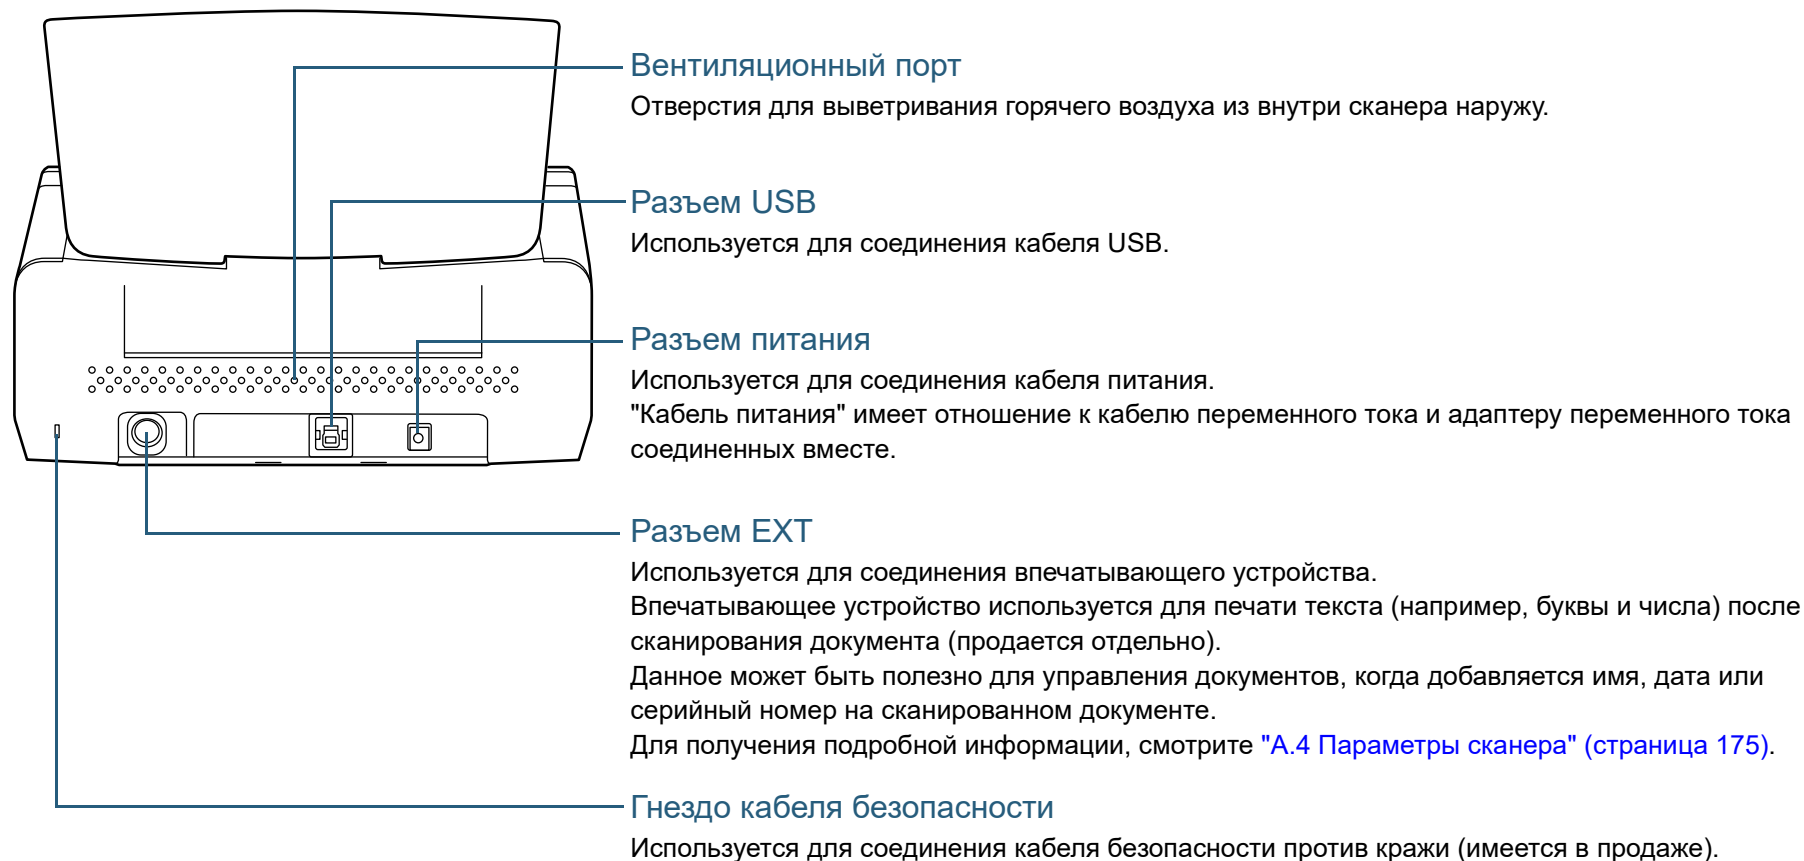 Вентиляционный порт
Отверстия для выветривания горячего воздуха из внутри сканера наружу.
Разъем USB
Используется для соединения кабеля USB.
Разъем питания
Используется для соединения кабеля питания.
"Кабель питания" имеет отношение к кабелю переменного тока и адаптеру переменного тока
соединенных вместе.
Разъем EXT
Используется для соединения впечатывающего устройства.
Впечатывающее устройство используется для печати текста (например, буквы и числа) после
сканирования документа (продается отдельно).
Данное может быть полезно для управления документов, когда добавляется имя, дата или
серийный номер на сканированном документе.
Для получения подробной информации, смотрите "A.4 Параметры сканера" (страница 175).
Гнездо кабеля безопасности
Используется для соединения кабеля безопасности против кражи (имеется в продаже).